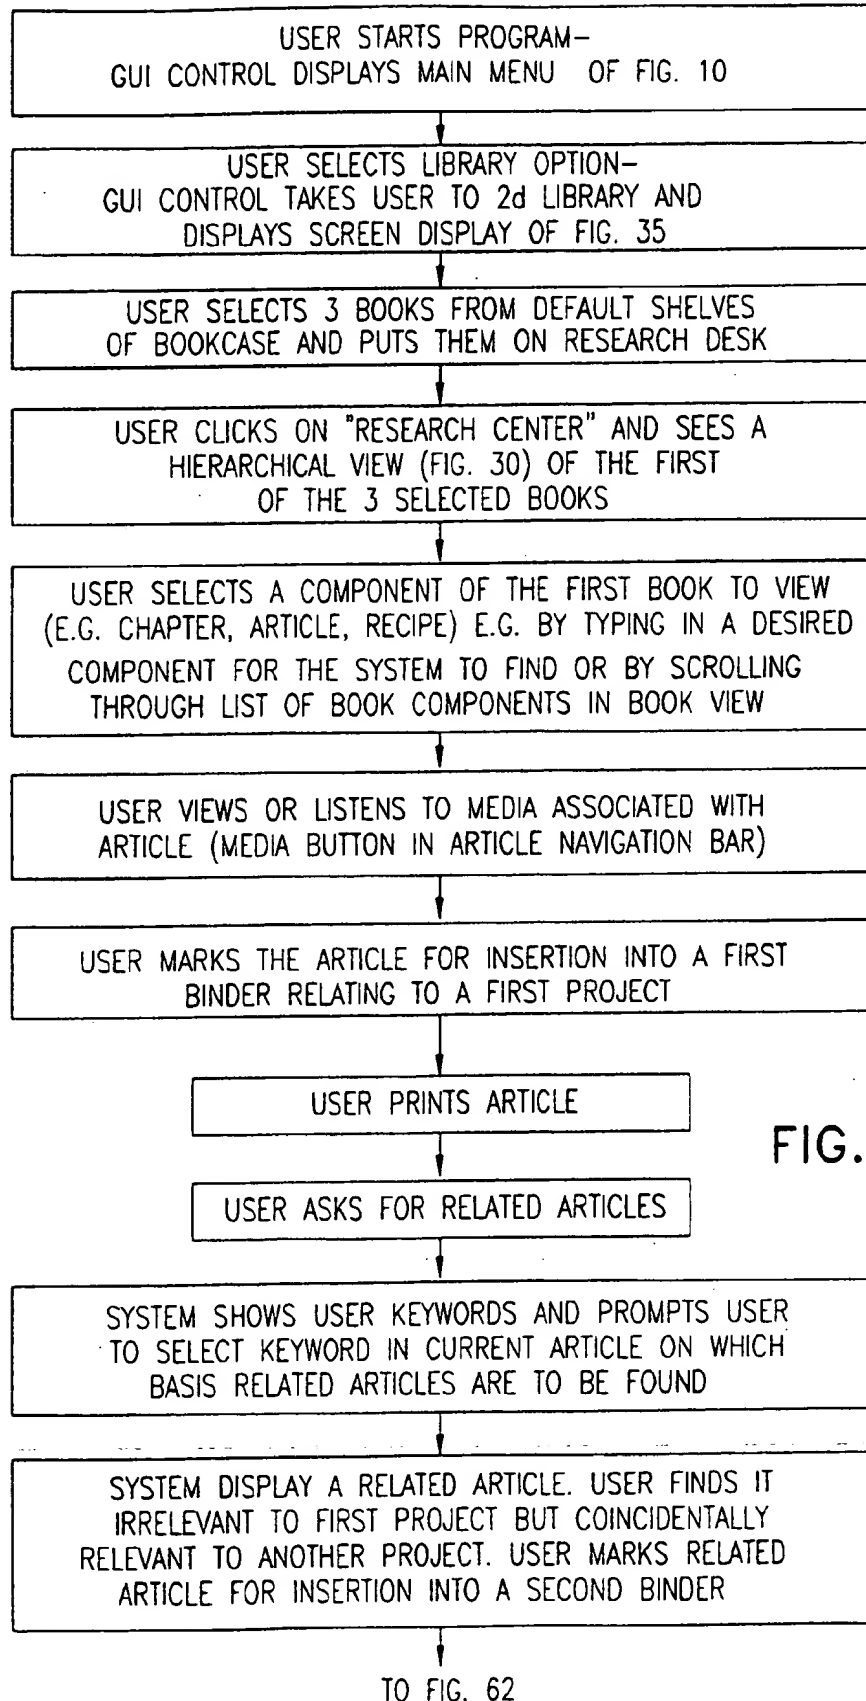 USER STARTS PROGRAM-
GUI CONTROL DISPLAYS MAIN MENU OF FIG. 10
USER SELECTS LIBRARY OPTION-
GUI CONTROL TAKES USER TO 2d LIBRARY AND
DISPLAYS SCREEN DISPLAY OF FIG. 35
USER SELECTS 3 BOOKS FROM DEFAULT SHELVES
OF BOOKCASE AND PUTS THEM ON RESEARCH DESK
USER CLICKS ON "RESEARCH CENTER" AND SEES A
HIERARCHICAL VIEW (FIG. 30) OF THE FIRST
OF THE 3 SELECTED BOOKS
USER SELECTS A COMPONENT OF THE FIRST BOOK TO VIEW
(E.G. CHAPTER, ARTICLE, RECIPE) E.G. BY TYPING IN A DESIRED
COMPONENT FOR THE SYSTEM TO FIND OR BY SCROLLING
THROUGH LIST OF BOOK COMPONENTS IN BOOK VIEW
USER VIEWS OR LISTENS TO MEDIA ASSOCIATED WITH
ARTICLE (MEDIA BUTTON IN ARTICLE NAVIGATION BAR)
USER MARKS THE ARTICLE FOR INSERTION INTO A FIRST
BINDER RELATING TO A FIRST PROJECT
USER PRINTS ARTICLE
FIG.
USER ASKS FOR RELATED ARTICLES
SYSTEM SHOWS USER KEYWORDS AND PROMPTS USER
TO SELECT KEYWORD IN CURRENT ARTICLE ON WHICH
BASIS RELATED ARTICLES ARE TO BE FOUND
SYSTEM DISPLAY A RELATED ARTICLE. USER FINDS IT
IRRELEVANT TO FIRST PROJECT BUT COINCIDENTALLY
RELEVANT TO ANOTHER PROJECT. USER MARKS RELATED
ARTICLE FOR INSERTION INTO A SECOND BINDER
TO FIG. 62